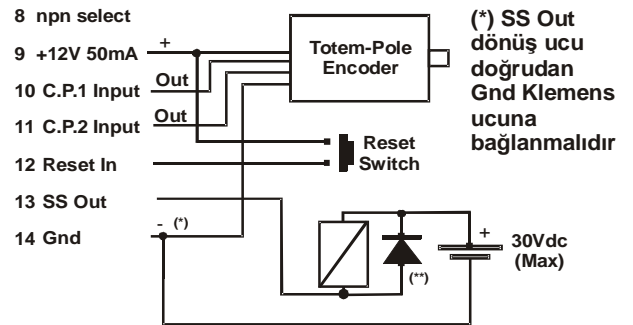 8 npn select
9 +12V 50mA +
10 C.P.1 Input Out
11 C.P.2 Input Out
12 Reset In
13 SS Out
14 Gnd - (*)
Totem-Pole
Encoder
Reset
Switch
(**)
+
30Vdc
(Max)
(*) SS Out
dönüş ucu
doğrudan
Gnd Klemens
ucuna
bağlanmalıdır